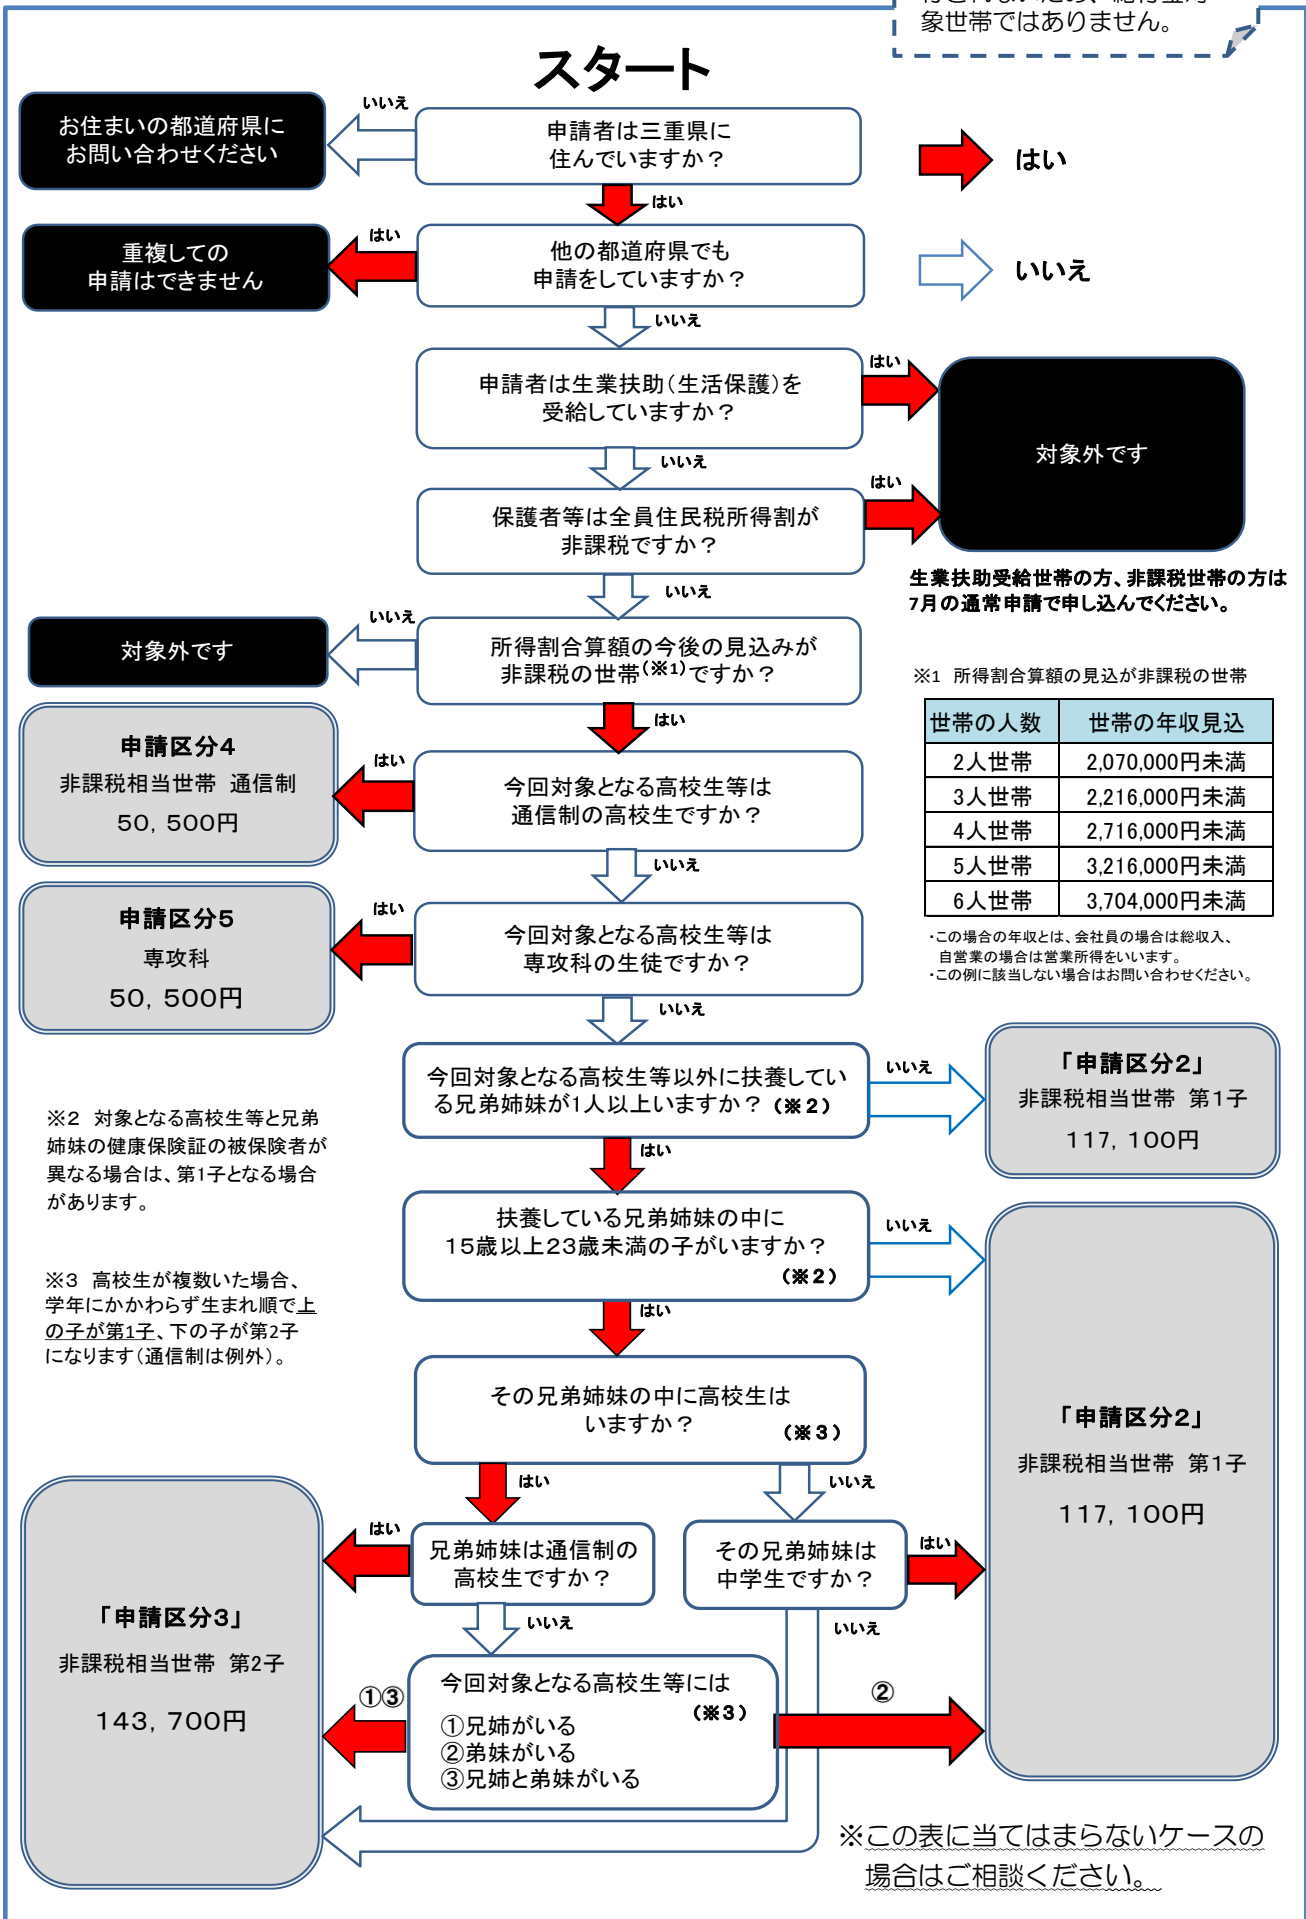 象世帯ではありません。
スタート
いいえ
お住まいの都道府県に
お問い合わせください
申請者は三重県に
住んでいますか？
はい
はい
はい
重複しての
申請はできません
他の都道府県でも
申請をしていますか？
いいえ
いいえ
申請者は生業扶助（生活保護）を
受給していますか？
はい
対象外です
いいえ
保護者等は全員住民税所得割が
非課税ですか？
はい
生業扶助受給世帯の方、非課税世帯の方は
7月の通常申請で申し込んでください。
いいえ
いいえ
対象外です
所得割合算額の今後の見込みが
非課税の世帯(※1)ですか？
※1　所得割合算額の見込が非課税の世帯
世帯の人数　世帯の年収見込
2人世帯　2,070,000円未満
3人世帯　2,216,000円未満
4人世帯　2,716,000円未満
5人世帯　3,216,000円未満
6人世帯　3,704,000円未満
・この場合の年収とは、会社員の場合は総収入、
自営業の場合は営業所得をいいます。
・この例に該当しない場合はお問い合わせください。
はい
申請区分４
非課税相当世帯　通信制
５０，５００円
はい
今回対象となる高校生等は
通信制の高校生ですか？
いいえ
申請区分５
専攻科
５０，５００円
はい
今回対象となる高校生等は
専攻科の生徒ですか？
いいえ
今回対象となる高校生等以外に扶養してい
る兄弟姉妹が1人以上いますか？（※２）
いいえ
「申請区分２」
非課税相当世帯　第1子
１１７，１００円
※２　対象となる高校生等と兄弟
姉妹の健康保険証の被保険者が
異なる場合は、第1子となる場合
があります。
はい
扶養している兄弟姉妹の中に
１５歳以上２３歳未満の子がいますか？
（※２）
いいえ
※３　高校生が複数いた場合、
学年にかかわらず生まれ順で上
の子が第1子、下の子が第2子
になります（通信制は例外）。
はい
その兄弟姉妹の中に高校生は
いますか？
（※３）
「申請区分２」
非課税相当世帯　第1子
１１７，１００円
はい
いいえ
はい
兄弟姉妹は通信制の
高校生ですか？
その兄弟姉妹は
中学生ですか？
はい
「申請区分３」
非課税相当世帯　第2子
１４３，７００円
いいえ
いいえ
①③
今回対象となる高校生等には
（※３）
①兄姉がいる
②弟妹がいる
③兄姉と弟妹がいる
②
※この表に当てはまらないケースの
場合はご相談ください。